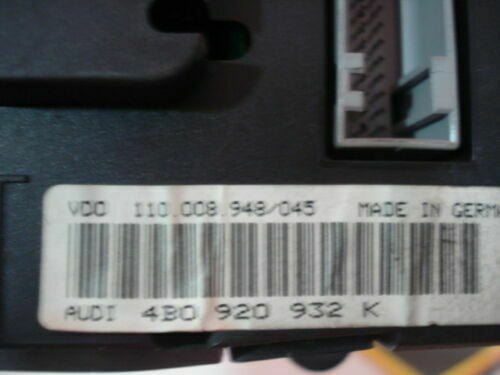 VDO 110.008.948/045 MADE IN GERMA
AUDI 4B0 920 932 K